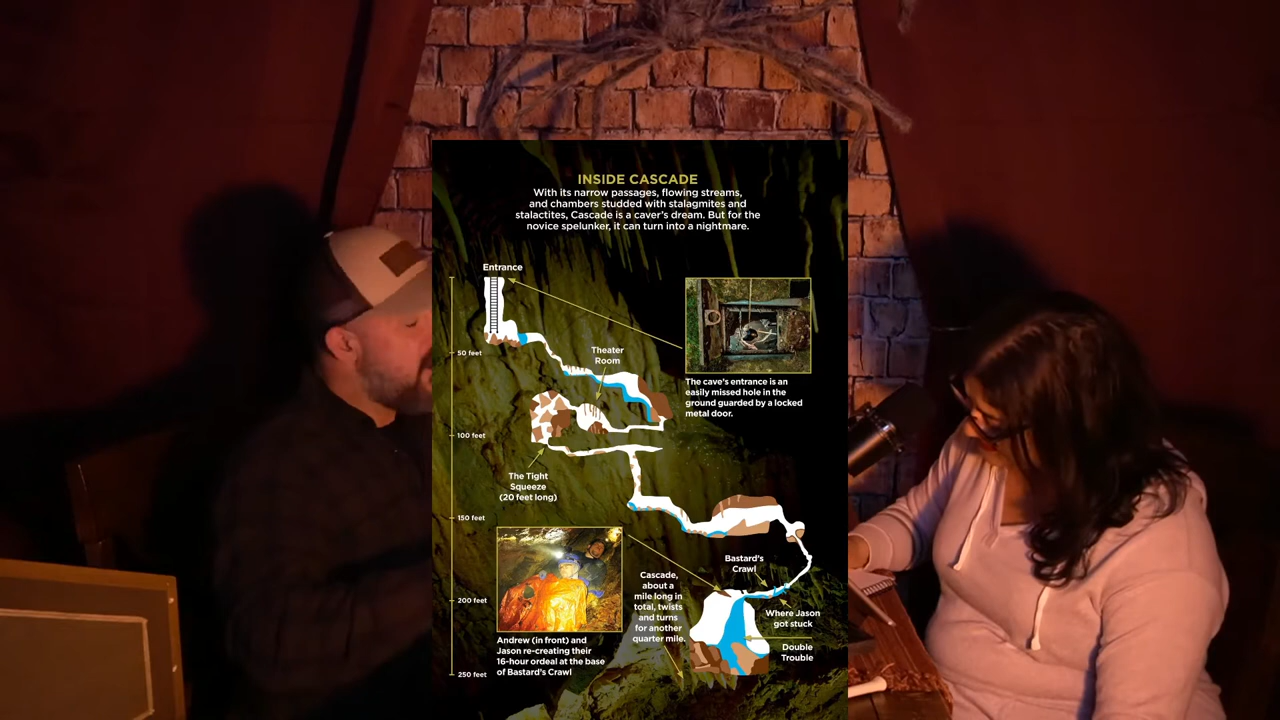 INSIDE CASCADE
With its narrow passages, flowing streams,
and chambers studded with stalagmites and
stalactites, Cascade is a caver's dream. But for the
novice spelunker, it can turn into a nightmare.
Entrance
50 feet
Theater
Room
The cave's entrance is an
easily missed hole in the
ground guarded by a locked
metal door.
100 feet
The Tight
Squeeze
(20 feet long)
150 feet
Bastard's
Crawl
Cascade,
about a
mile long in
total, twists
and turns
for another
quarter mile.
200 feet
Where Jason
got stuck
Andrew (in front) and
Jason re-creating their
16-hour ordeal at the base
of Bastard's Crawl
Double
Trouble
250 feet